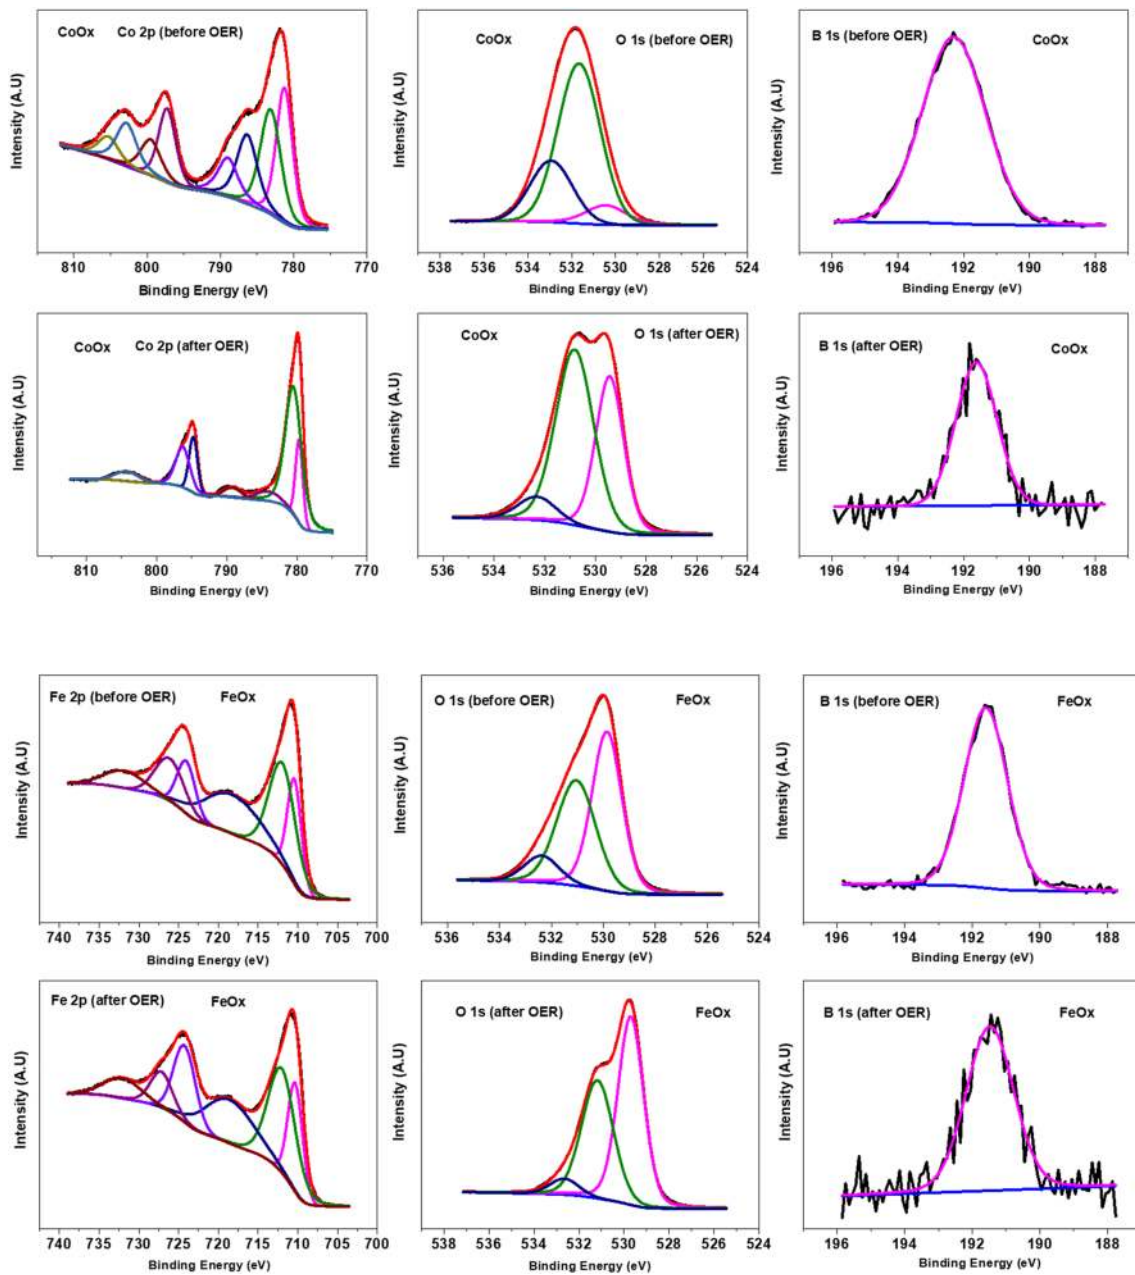 CoOx Co 2p (before OER)
Intensity (A.U)
810 800 790 780 770
Binding Energy (eV)
CoOx O 1s (before OER)
Intensity (A.U)
538 536 534 532 530 528 526 524
Binding Energy (eV)
B 1s (before OER) CoOx
Intensity (A.U)
196 194 192 190 188
Binding Energy (eV)
CoOx Co 2p (after OER)
Intensity (A.U)
810 800 790 780 770
Binding Energy (eV)
CoOx O 1s (after OER)
Intensity (A.U)
536 534 532 530 528 526 524
Binding Energy (eV)
B 1s (after OER) CoOx
Intensity (A.U)
196 194 192 190 188
Binding Energy (eV)
Fe 2p (before OER) FeOx
Intensity (A.U)
740 735 730 725 720 715 710 705 700
Binding Energy (eV)
O 1s (before OER) FeOx
Intensity (A.U)
536 534 532 530 528 526 524
Binding Energy (eV)
B 1s (before OER) FeOx
Intensity (A.U)
196 194 192 190 188
Binding Energy (eV)
Fe 2p (after OER) FeOx
Intensity (A.U)
740 735 730 725 720 715 710 705 700
Binding Energy (eV)
O 1s (after OER) FeOx
Intensity (A.U)
538 536 534 532 530 528 526 524
Binding Energy (eV)
B 1s (after OER) FeOx
Intensity (A.U)
196 194 192 190 188
Binding Energy (eV)